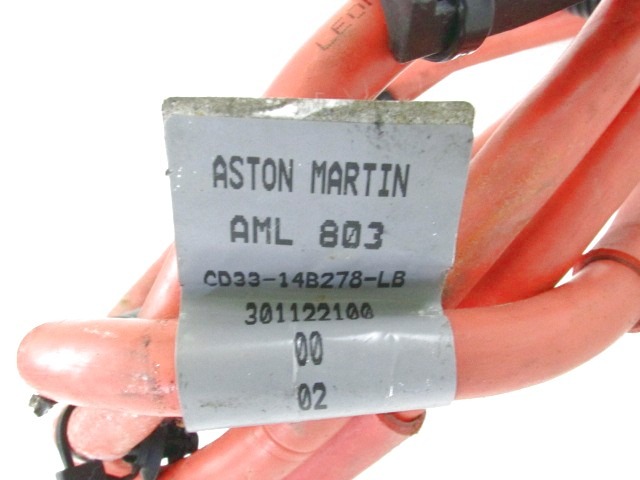 ASTON MARTIN
AML 803
CD33-14B278-LB
301122100
00
02